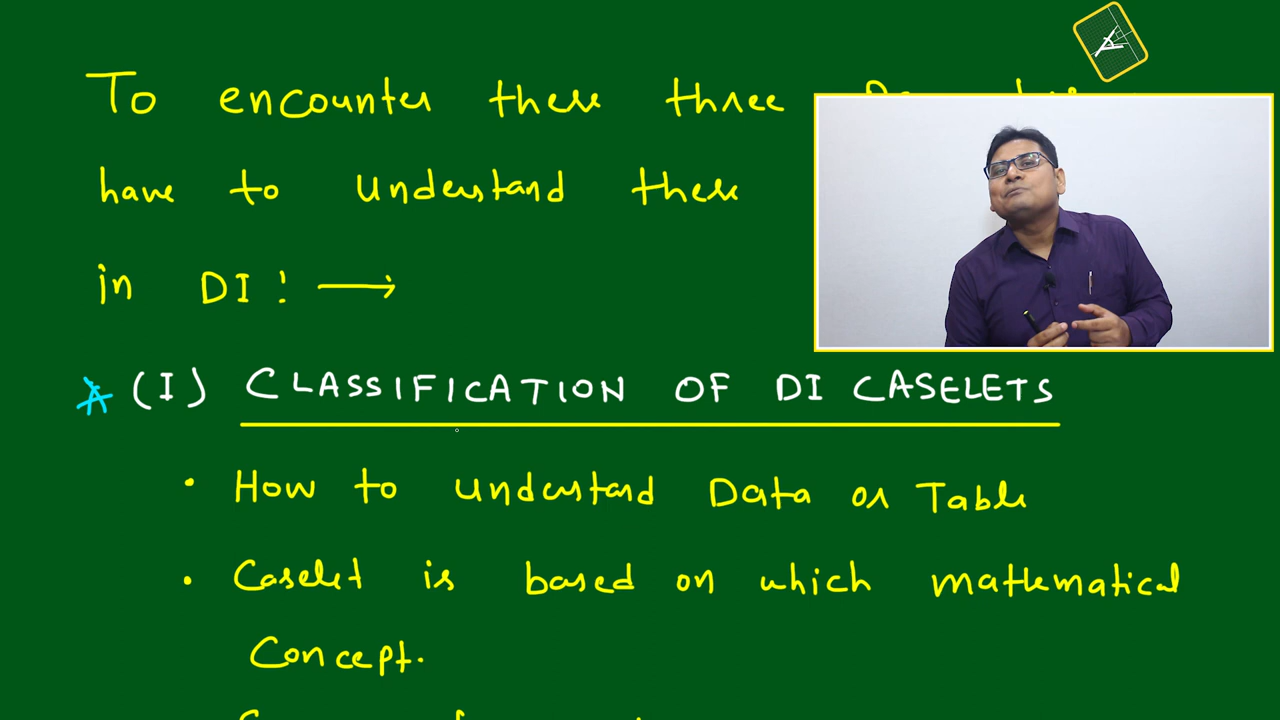 To encounter these three
have to understand these
in DI! →
(I) CLASSIFICATION OF DI CASELETS
• How to understand Data or Table
• Caselet is based on which mathematical
Concept.